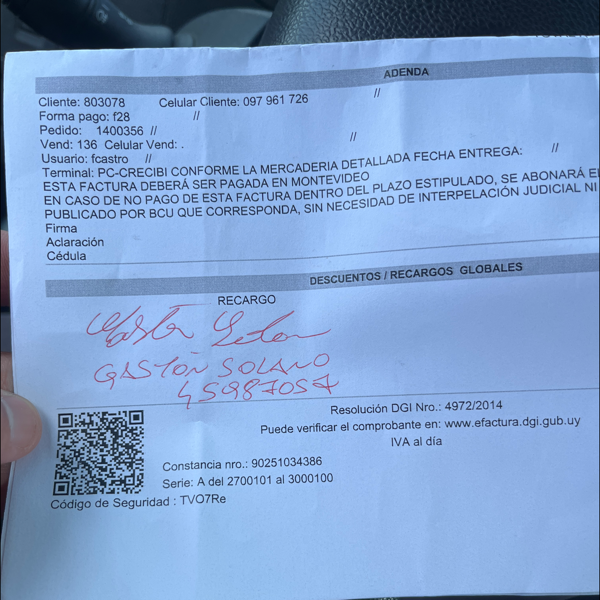 ADENDA
Cliente: 803078 Celular Cliente: 097 961 726 //
Forma pago: f28 //
Pedido: 1400356 //
Vend: 136 Celular Vend: . //
Usuario: fcastro //
Terminal: PC-CRECIBI CONFORME LA MERCADERIA DETALLADA FECHA ENTREGA: //
ESTA FACTURA DEBERÁ SER PAGADA EN MONTEVIDEO
EN CASO DE NO PAGO DE ESTA FACTURA DENTRO DEL PLAZO ESTIPULADO, SE ABONARÁ EL
PUBLICADO POR BCU QUE CORRESPONDA, SIN NECESIDAD DE INTERPELACIÓN JUDICIAL NI
Firma
Aclaración
Cédula
DESCUENTOS / RECARGOS GLOBALES
RECARGO
GASTÓN SOLANO
45987057
Resolución DGI Nro.: 4972/2014
Puede verificar el comprobante en: www.efactura.dgi.gub.uy
IVA al día
Constancia nro.: 90251034386
Serie: A del 2700101 al 3000100
Código de Seguridad : TVO7Re